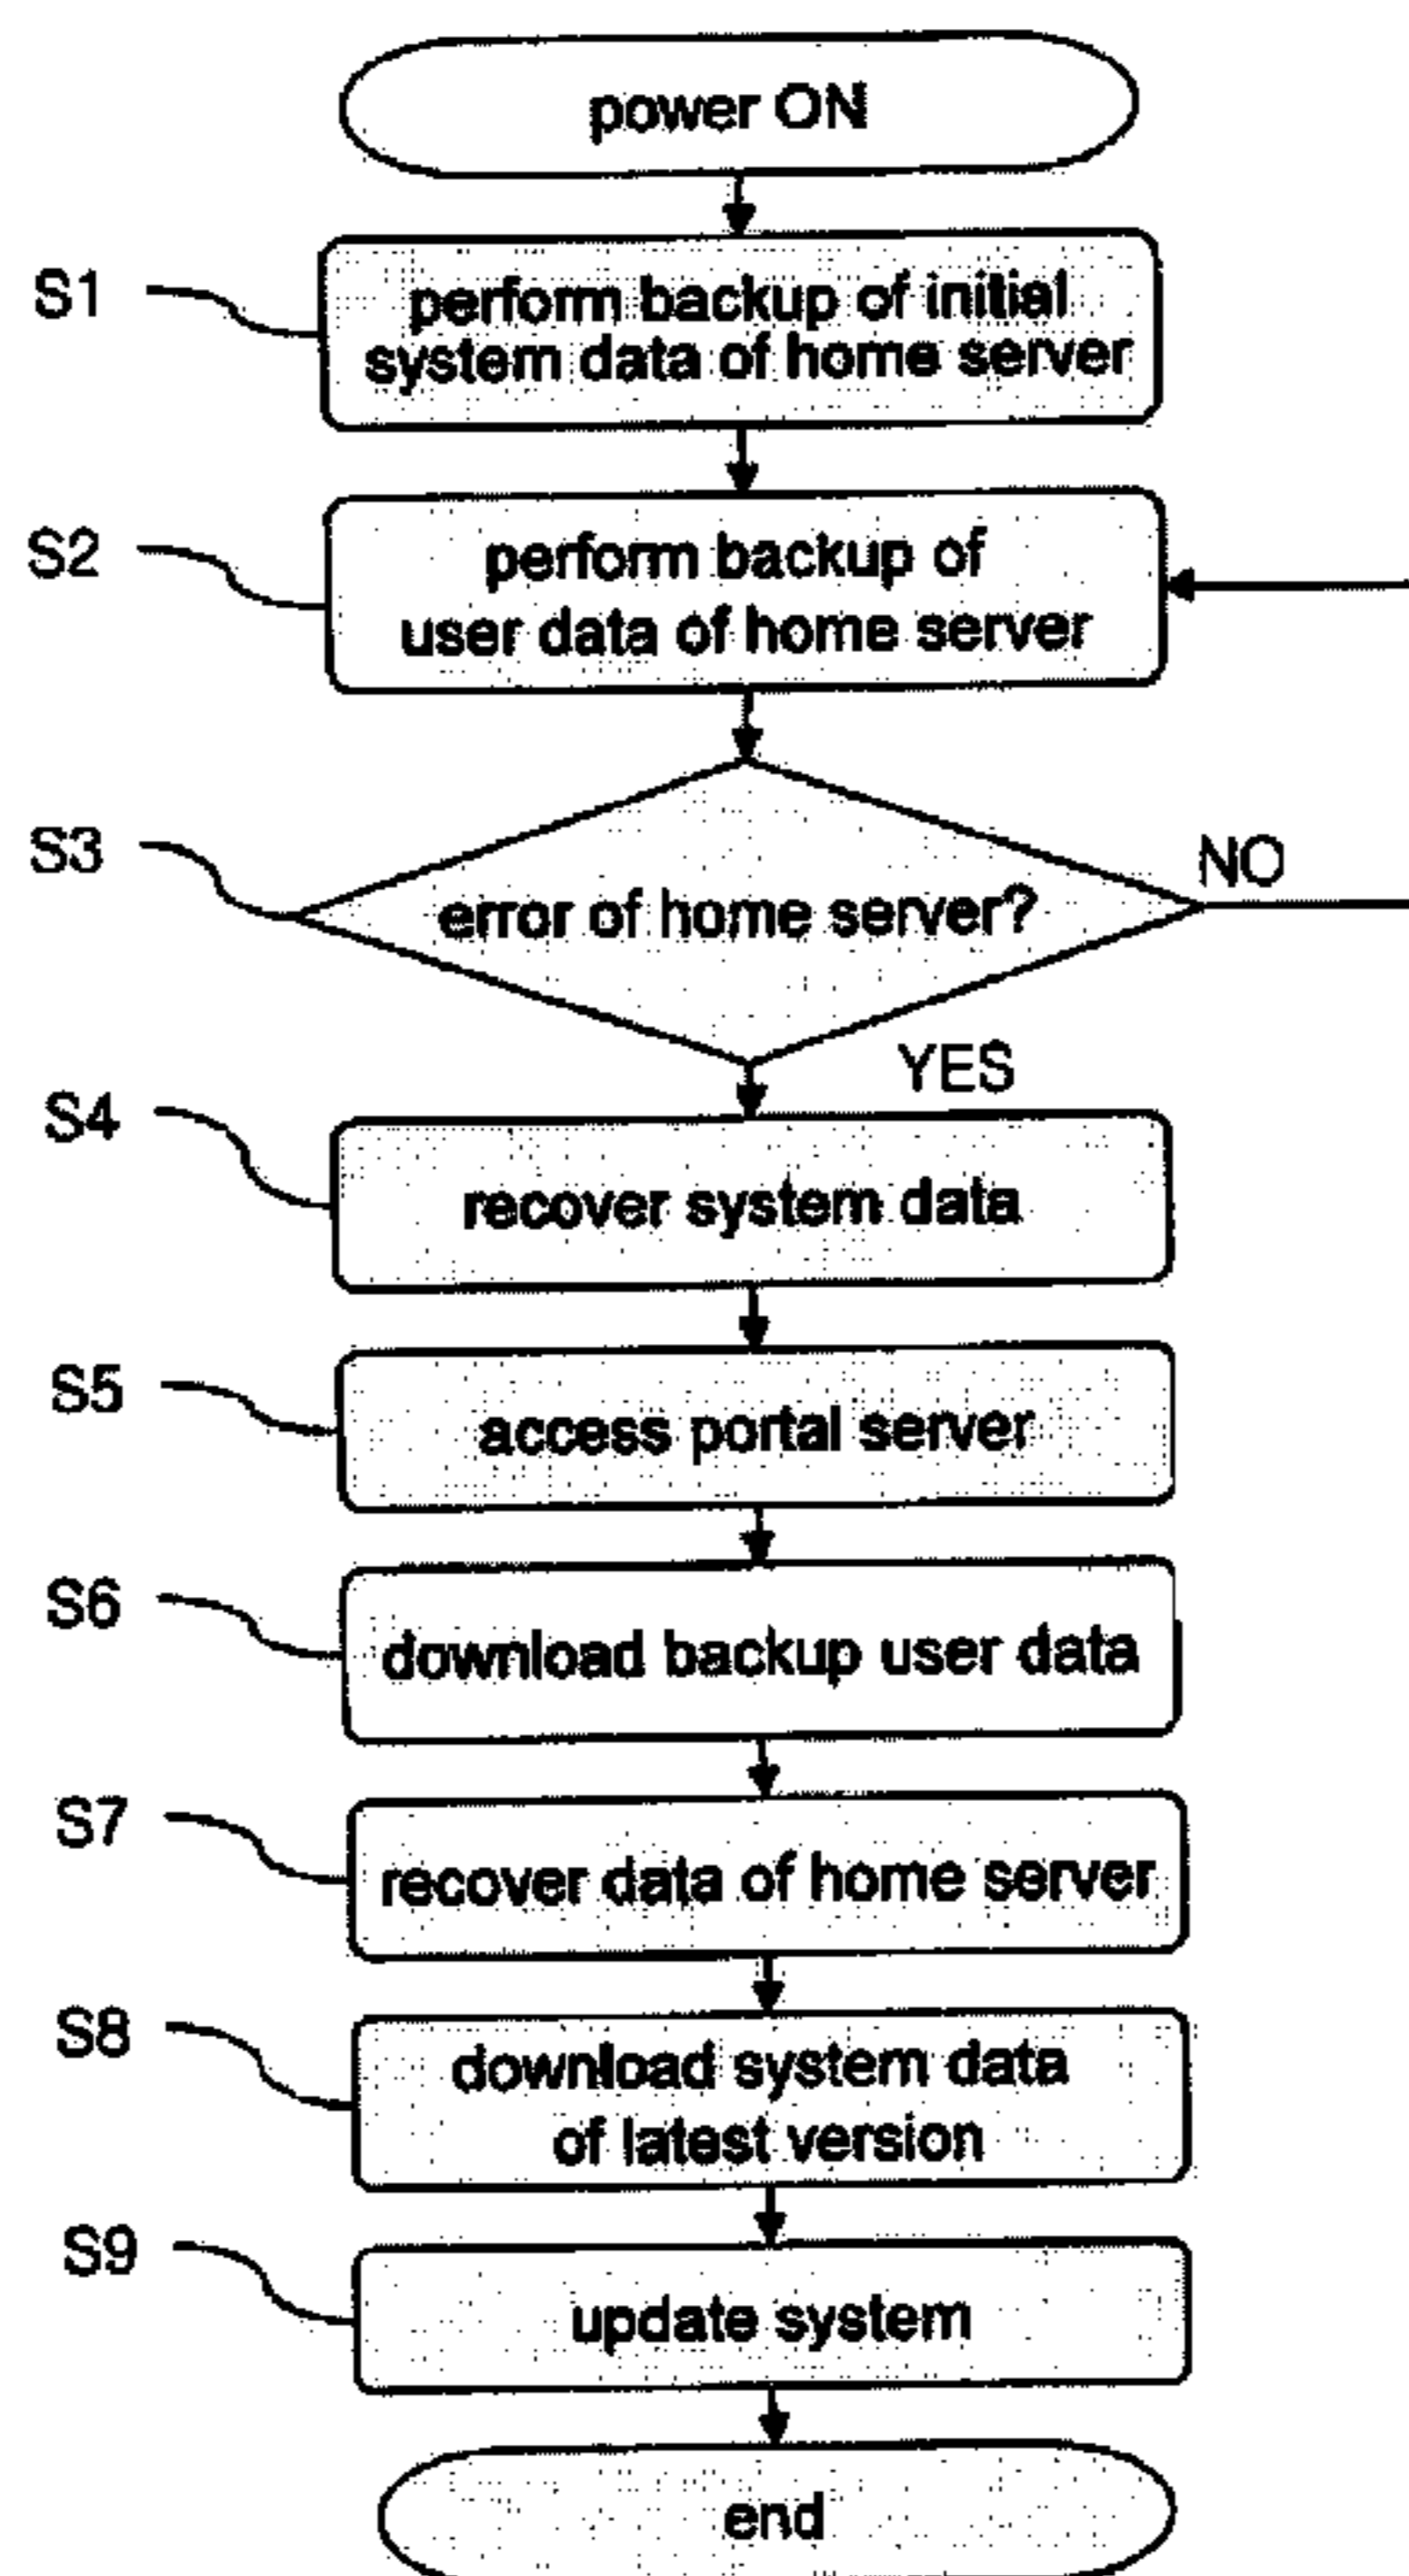 power ON
S1
perform backup of initial
system data of home server
S2
perform backup of
user data of home server
S3
error of home server?
NO
YES
S4
recover system data
S5
access portal server
S6
download backup user data
S7
recover data of home server
S8
download system data
of latest version
S9
update system
end